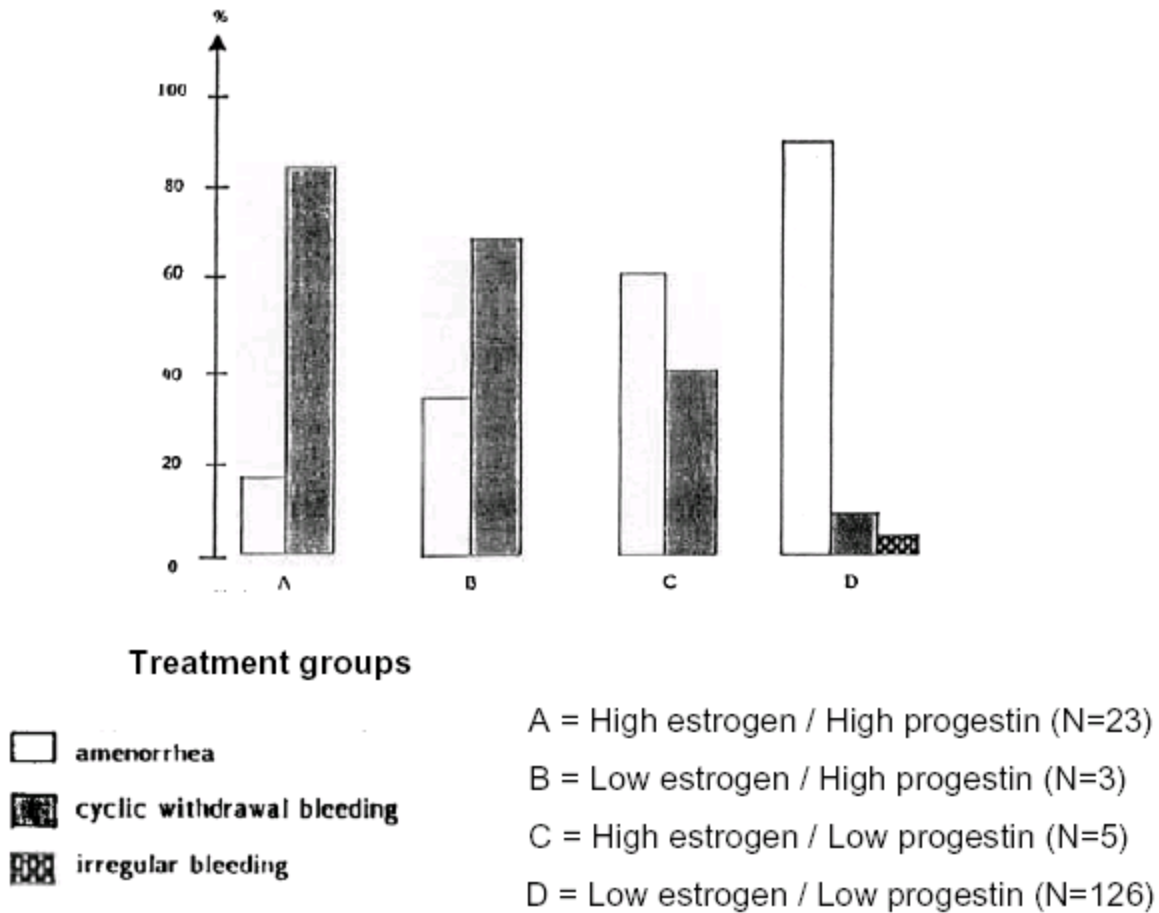 %
100
80
60
40
20
0
A B C D
Treatment groups
amenorrhea
cyclic withdrawal bleeding
irregular bleeding
A = High estrogen / High progestin (N=23)
B = Low estrogen / High progestin (N=3)
C = High estrogen / Low progestin (N=5)
D = Low estrogen / Low progestin (N=126)